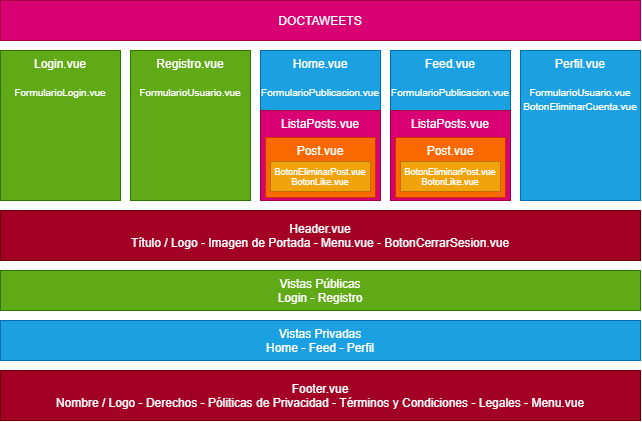 DOCTAWEETS
Login.vue
FormularioLogin.vue
Registro.vue
FormularioUsuario.vue
Home.vue
FormularioPublicacion.vue
ListaPosts.vue
Post.vue
BotonEliminarPost.vue
BotonLike.vue
Feed.vue
FormularioPublicacion.vue
ListaPosts.vue
Post.vue
BotonEliminarPost.vue
BotonLike.vue
Perfil.vue
FormularioUsuario.vue
BotonEliminarCuenta.vue
Header.vue
Título / Logo - Imagen de Portada - Menu.vue - BotonCerrarSesion.vue
Vistas Públicas
Login - Registro
Vistas Privadas
Home - Feed - Perfil
Footer.vue
Nombre / Logo - Derechos - Póliticas de Privacidad - Términos y Condiciones - Legales - Menu.vue